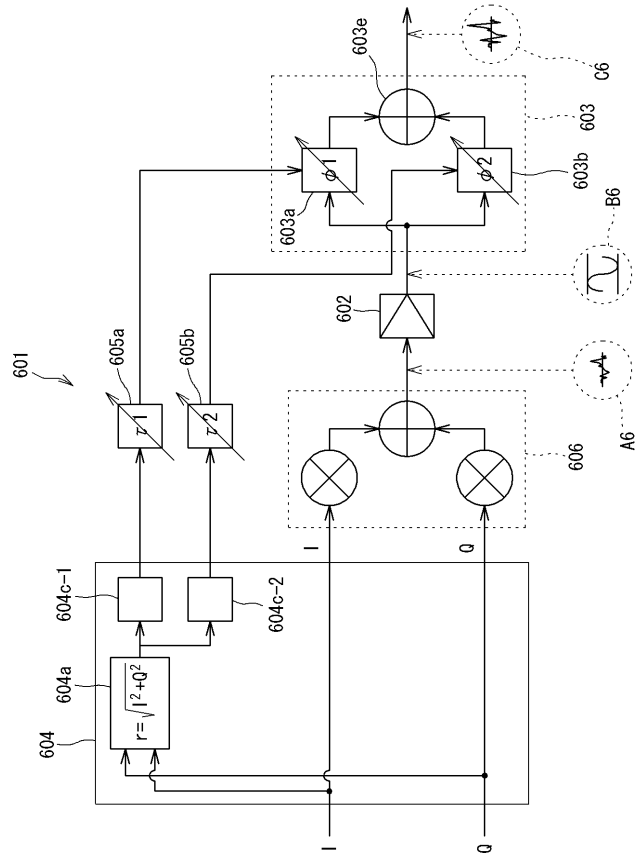 601
604
604a
r=√I²+Q²
604c-1
604c-2
605a
τ1
605b
τ2
I
Q
I
Q
606
602
603a
ϕ1
603b
ϕ2
603e
603
A6
B6
C6